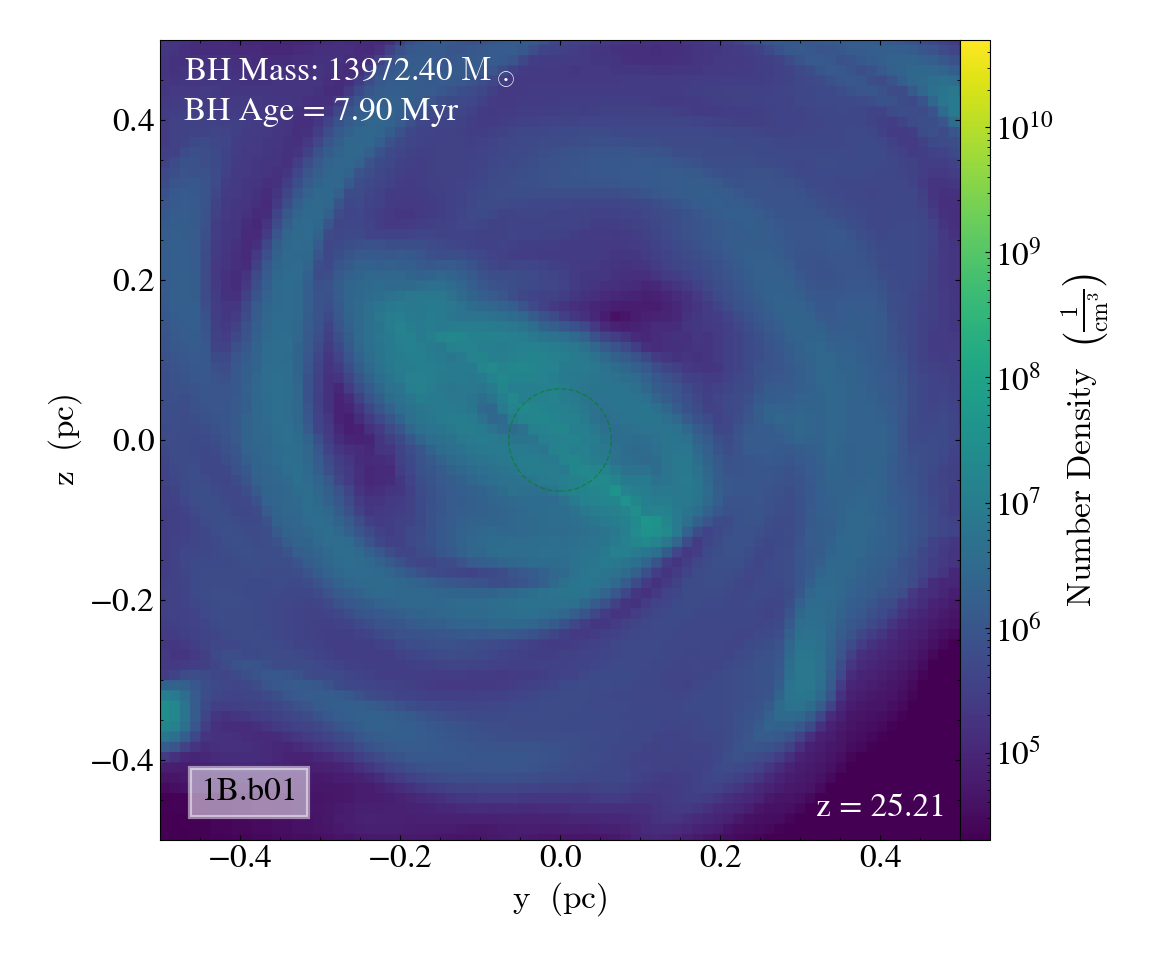 BH Mass: 13972.40 M⊙
BH Age = 7.90 Myr
0.4
0.2
0.0
−0.2
−0.4
z (pc)
1B.b01
z = 25.21
−0.4 −0.2 0.0 0.2 0.4
y (pc)
10¹⁰
10⁹
10⁸
10⁷
10⁶
10⁵
Number Density (1/cm³)